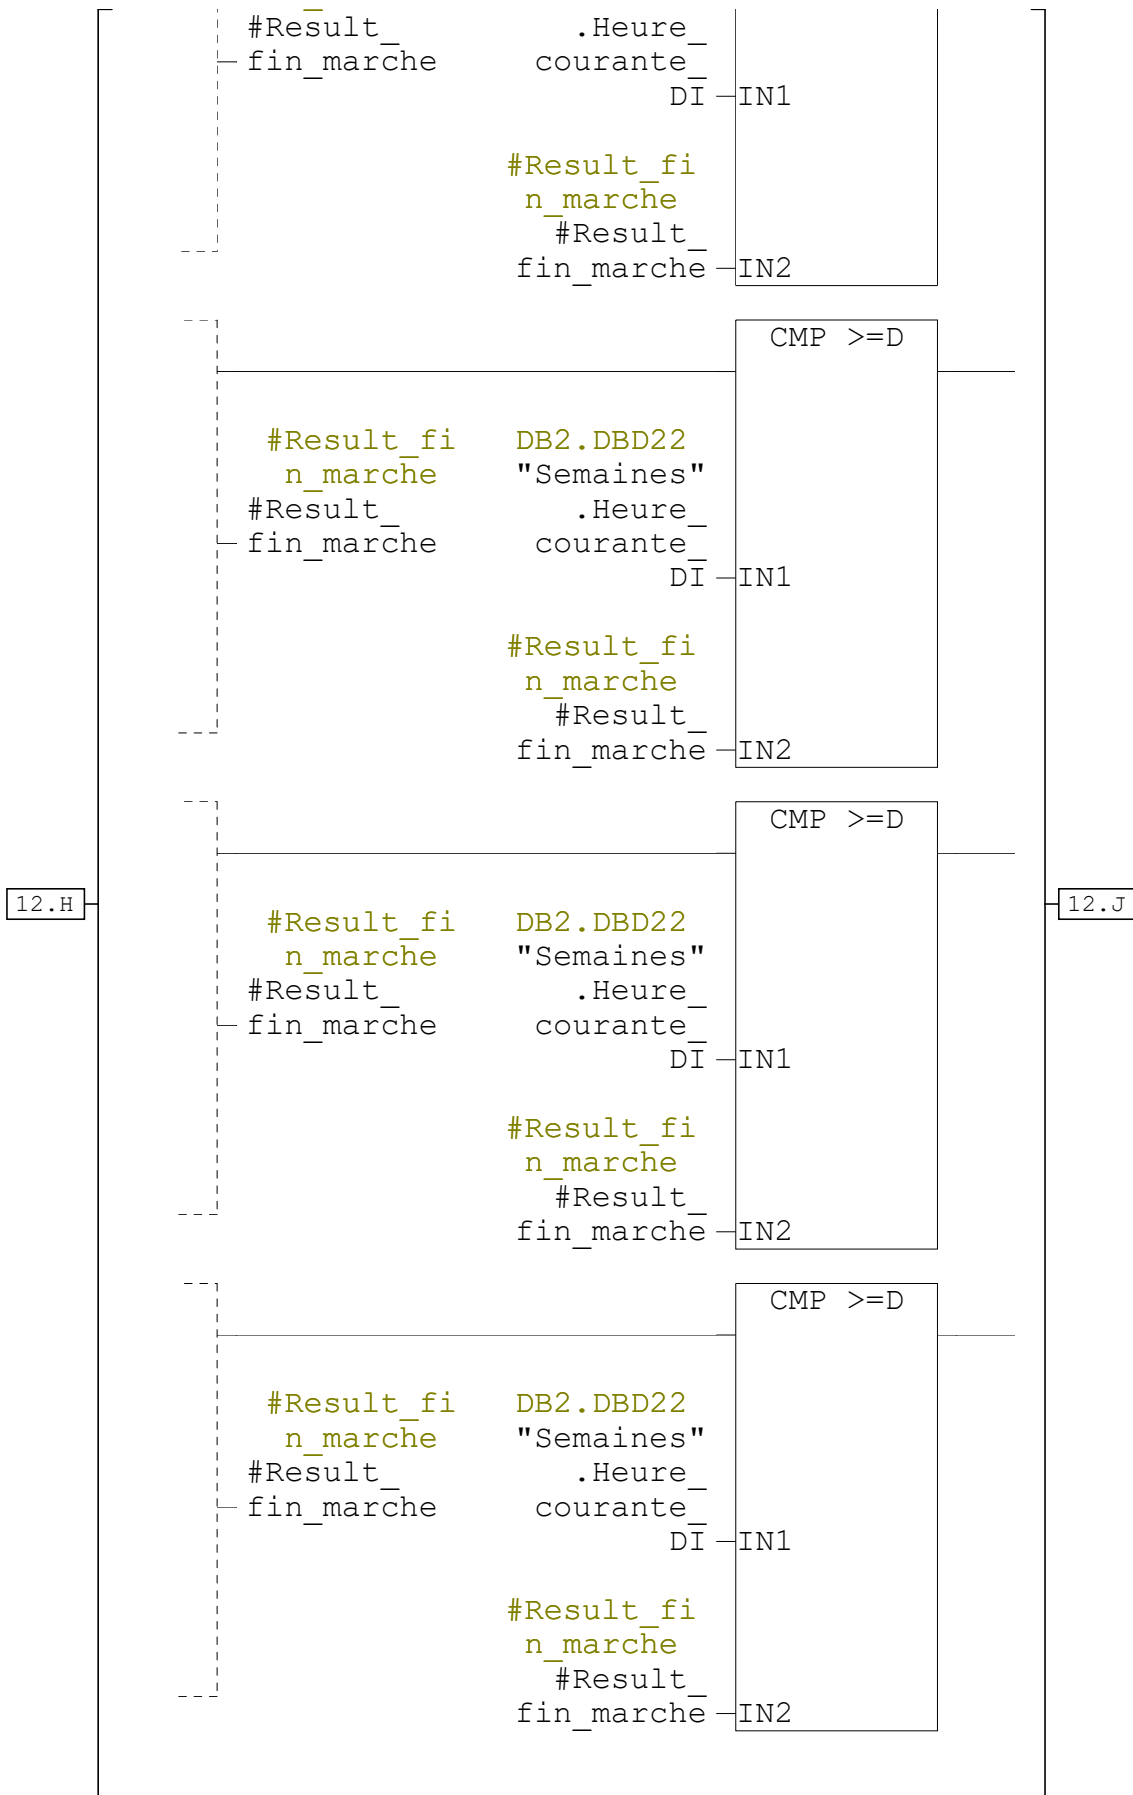 #Result_ .Heure_
fin_marche courante_
DI IN1
#Result_fi
n_marche
#Result_
fin_marche IN2
CMP >=D
#Result_fi DB2.DBD22
n_marche "Semaines"
#Result_ .Heure_
fin_marche courante_
DI IN1
#Result_fi
n_marche
#Result_
fin_marche IN2
CMP >=D
12.H 12.J
#Result_fi DB2.DBD22
n_marche "Semaines"
#Result_ .Heure_
fin_marche courante_
DI IN1
#Result_fi
n_marche
#Result_
fin_marche IN2
CMP >=D
#Result_fi DB2.DBD22
n_marche "Semaines"
#Result_ .Heure_
fin_marche courante_
DI IN1
#Result_fi
n_marche
#Result_
fin_marche IN2